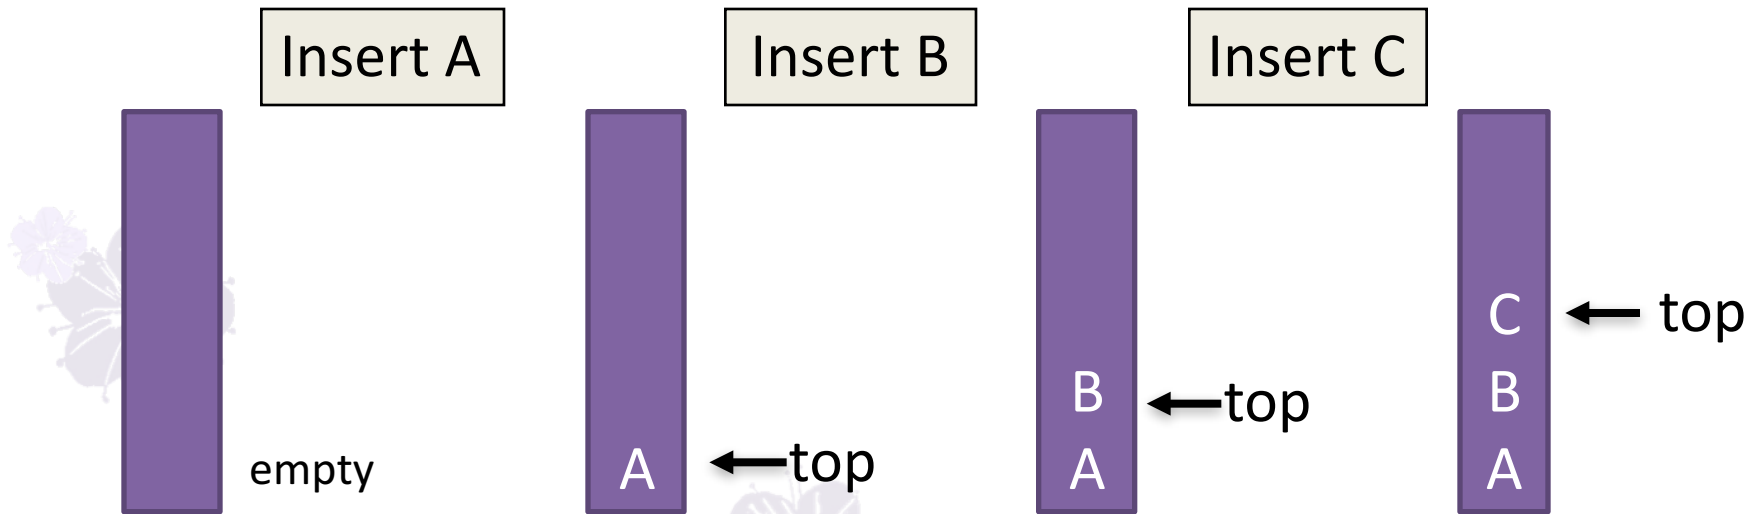 Insert A
Insert B
Insert C
empty
A
top
B
A
top
C
B
A
top